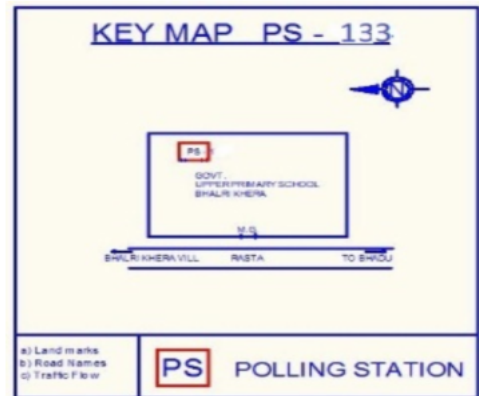 KEY MAP PS - 133
N
PS -
GOVT.
UPPER PRIMARY SCHOOL
BHALRI KHERA
M.G
BHALRI KHERA VILL RASTA TO BHADU
a) Land marks
b) Road Names
c) Traffic Flow
PS POLLING STATION